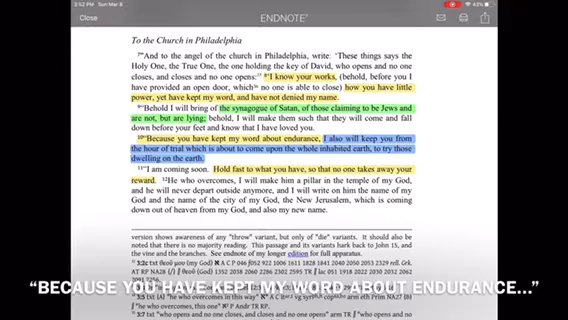 5:52 PM Sun Mar 8
43%
Close
ENDNOTE
To the Church in Philadelphia
7"And to the angel of the church in Philadelphia, write: 'These things says the
Holy One, the True One, the one holding the key of David, who opens and no one
closes, and closes and no one opens: 8'I know your works, (behold, before you I
have provided an open door, which no one is able to close) how you have little
power, yet have kept my word, and have not denied my name.
9"'Behold I will bring of the synagogue of Satan, of those claiming to be Jews and
are not, but are lying; behold, I will make them such that they will come and fall
down before your feet and know that I have loved you.
10"'Because you have kept my word about endurance, I also will keep you from
the hour of trial which is about to come upon the whole inhabited earth, to try those
dwelling on the earth.
11"'I am coming soon. Hold fast to what you have, so that no one takes away your
reward. 12He who overcomes, I will make him a pillar in the temple of my God,
and he will never depart outside anymore, and I will write on him the name of my
God and the name of the city of my God, the New Jerusalem, which is coming
down out of heaven from my God, and also my new name.
version shows awareness of any "throw" variant, but only of "die" variants. It should also be
noted that there is no majority reading. This passage and its variants hark back to John 15, and
the vine and the branches. See endnote of my longer edition for full apparatus.
"BECAUSE YOU HAVE KEPT MY WORD ABOUT ENDURANCE..."